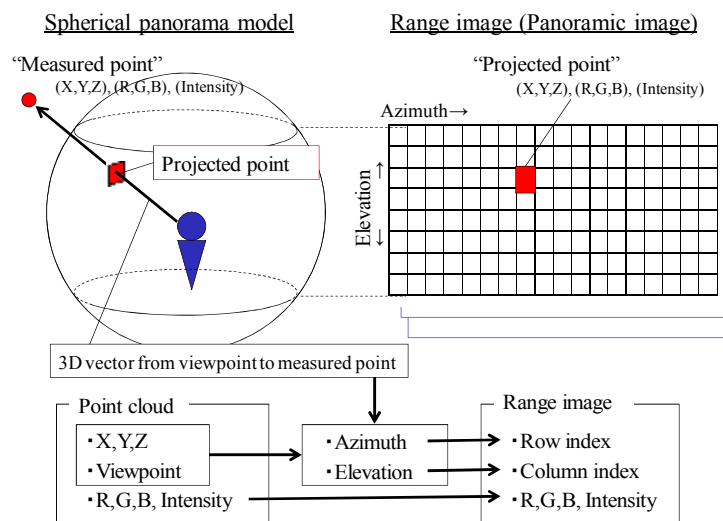 Spherical panorama model
Range image (Panoramic image)
“Measured point”
(X,Y,Z), (R,G,B), (Intensity)
“Projected point”
(X,Y,Z), (R,G,B), (Intensity)
Azimuth→
Projected point
←Elevation→
3D vector from viewpoint to measured point
Point cloud
・X,Y,Z
・Viewpoint
・R,G,B, Intensity
・Azimuth
・Elevation
Range image
・Row index
・Column index
・R,G,B, Intensity